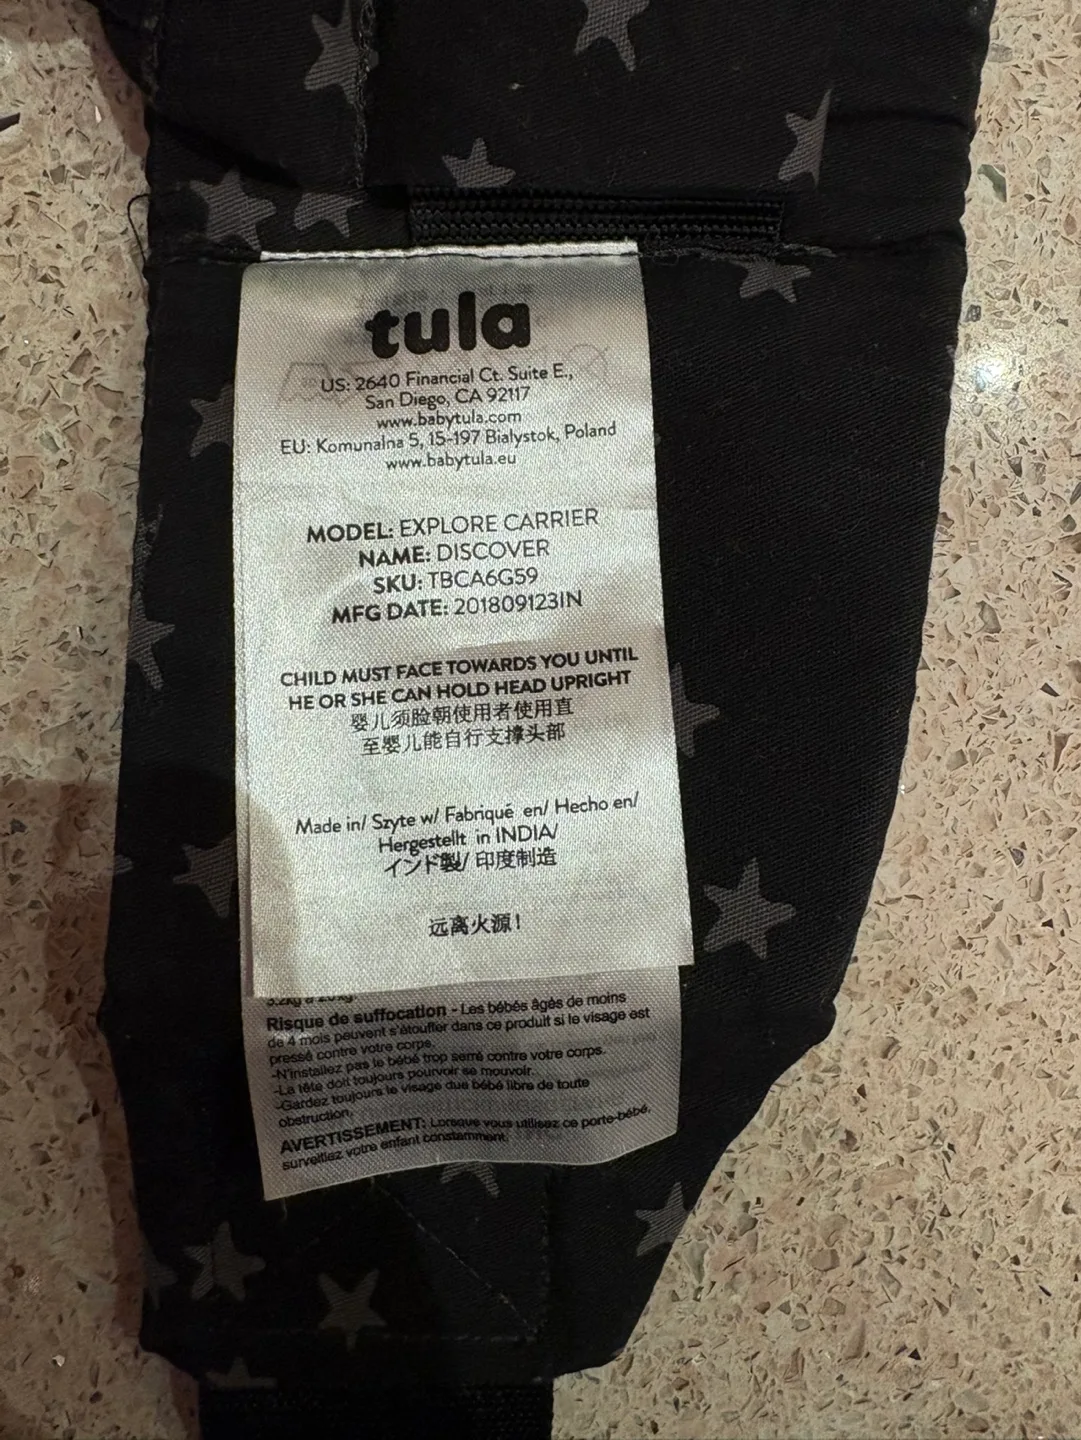 tula
US: 2640 Financial Ct. Suite E.,
San Diego, CA 92117
www.babytula.com
EU: Komunalna 5, 15-197 Bialystok, Poland
www.babytula.eu
MODEL: EXPLORE CARRIER
NAME: DISCOVER
SKU: TBCA6G59
MFG DATE: 201809123IN
CHILD MUST FACE TOWARDS YOU UNTIL
HE OR SHE CAN HOLD HEAD UPRIGHT
婴儿须脸朝使用者使用直
至婴儿能自行支撑头部
Made in/ Szyte w/ Fabriqué en/ Hecho en/
Hergestellt in INDIA/
インド製/ 印度制造
远离火源!
Risque de suffocation - Les bébés âgés de moins
de 4 mois peuvent s'étouffer dans ce produit si le visage est
pressé contre votre corps.
-N'installez pas le bébé trop serré contre votre corps.
-La tête doit toujours pourvoir se mouvoir.
-Gardez toujours le visage due bébé libre de toute
obstruction.
AVERTISSEMENT: Lorsque vous utilisez ce porte-bébé,
surveillez votre enfant constamment.